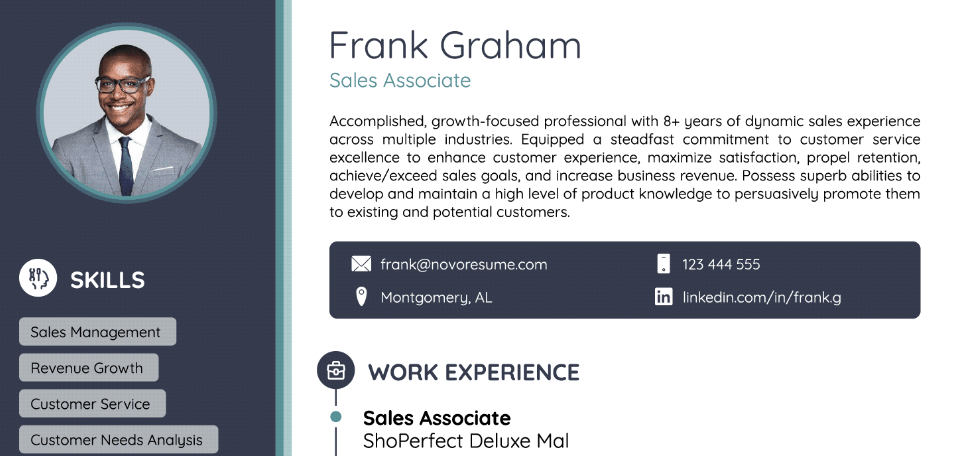 Frank Graham
Sales Associate
Accomplished, growth-focused professional with 8+ years of dynamic sales experience
across multiple industries. Equipped a steadfast commitment to customer service
excellence to enhance customer experience, maximize satisfaction, propel retention,
achieve/exceed sales goals, and increase business revenue. Possess superb abilities to
develop and maintain a high level of product knowledge to persuasively promote them
to existing and potential customers.
frank@novoresume.com
123 444 555
Montgomery, AL
linkedin.com/in/frank.g
SKILLS
Sales Management
Revenue Growth
Customer Service
Customer Needs Analysis
WORK EXPERIENCE
Sales Associate
ShoPerfect Deluxe Mal